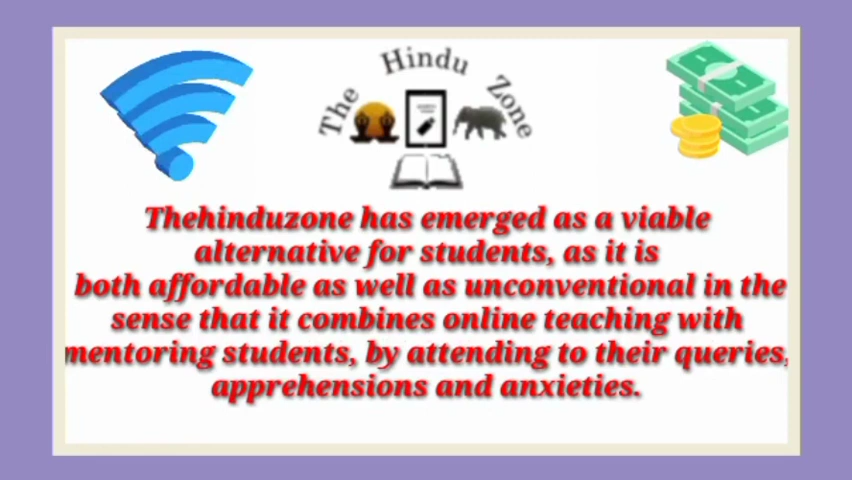 The Hindu Zone
Thehinduzone has emerged as a viable
alternative for students, as it is
both affordable as well as unconventional in the
sense that it combines online teaching with
mentoring students, by attending to their queries,
apprehensions and anxieties.